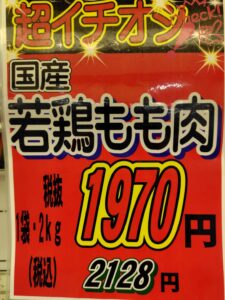 超イチオシ
国産
若鶏もも肉
税抜
1袋・2kg
1970円
(税込)
2128円